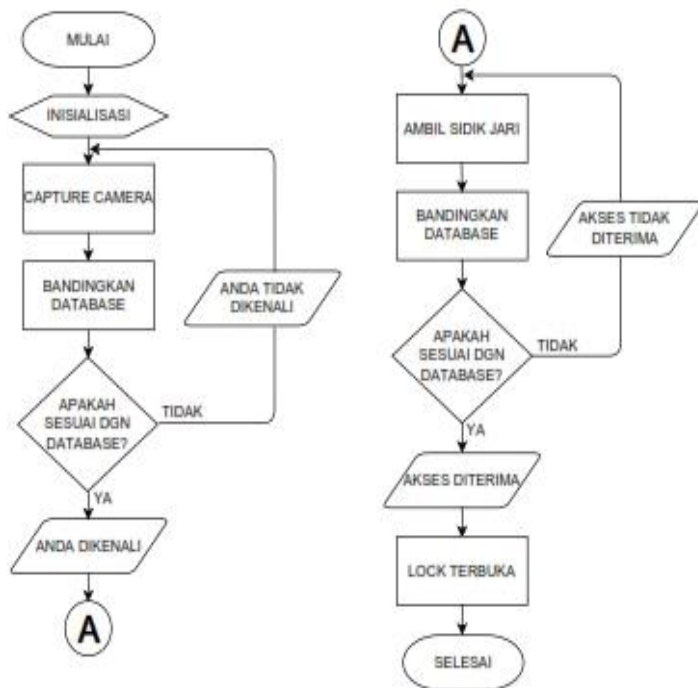 MULAI
INISIALISASI
CAPTURE CAMERA
BANDINGKAN
DATABASE
ANDA TIDAK
DIKENALI
APAKAH
SESUAI DGN
DATABASE?
TIDAK
YA
ANDA DIKENALI
A
A
AMBIL SIDIK JARI
BANDINGKAN
DATABASE
AKSES TIDAK
DITERIMA
APAKAH
SESUAI DGN
DATABASE?
TIDAK
YA
AKSES DITERIMA
LOCK TERBUKA
SELESAI